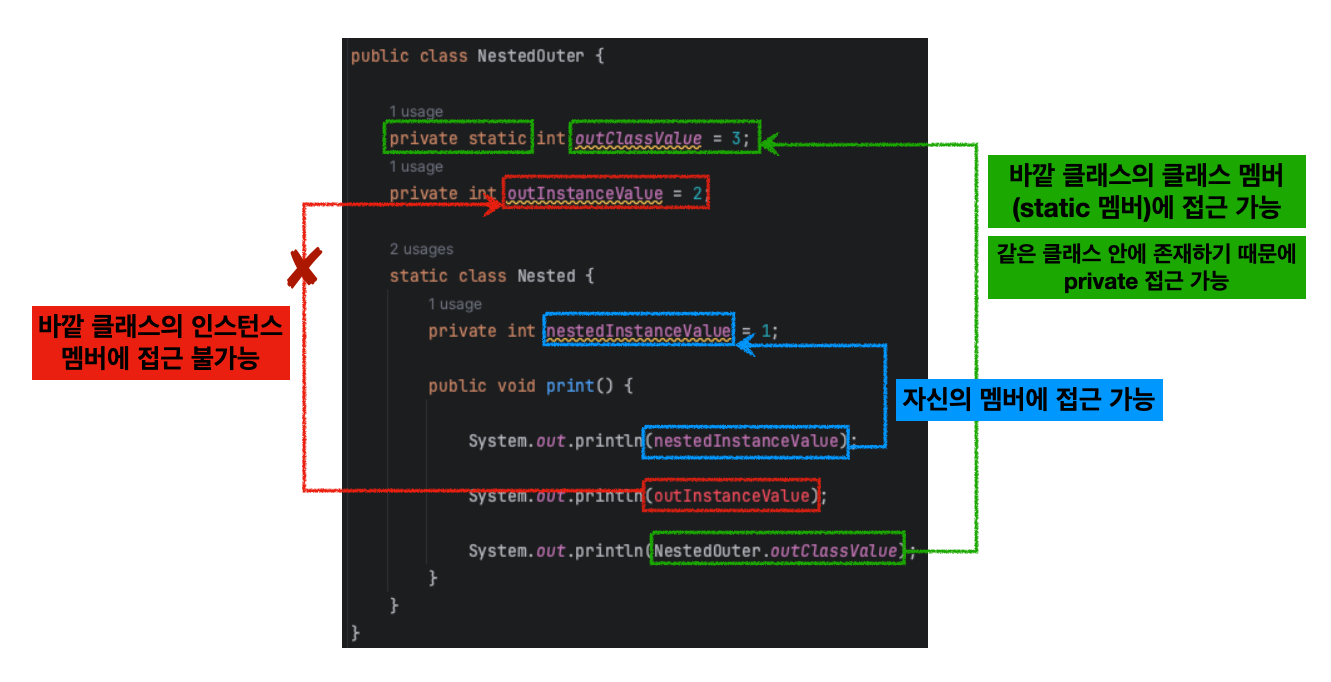 public class NestedOuter {
1 usage
private static int outClassValue = 3;
1 usage
private int outInstanceValue = 2;
2 usages
static class Nested {
1 usage
private int nestedInstanceValue = 1;
public void print() {
System.out.println(nestedInstanceValue);
System.out.println(outInstanceValue);
System.out.println(NestedOuter.outClassValue);
}
}
}
바깥 클래스의 클래스 멤버
(static 멤버)에 접근 가능
같은 클래스 안에 존재하기 때문에
private 접근 가능
바깥 클래스의 인스턴스
멤버에 접근 불가능
자신의 멤버에 접근 가능